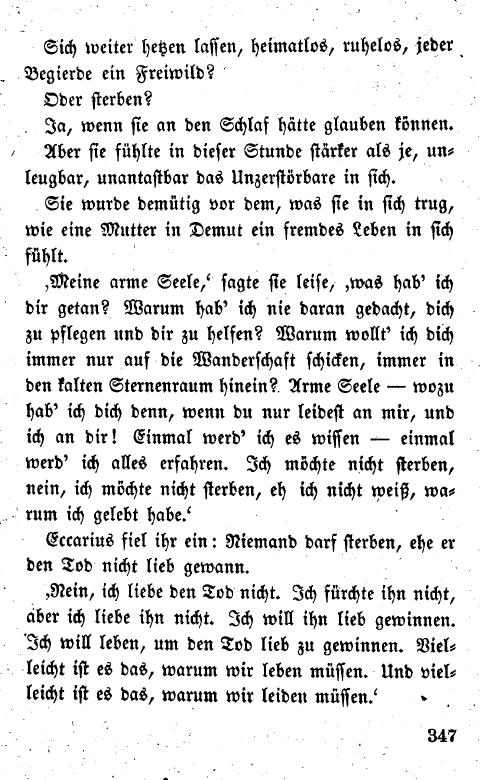 Sich weiter hetzen lassen, heimatlos, ruhelos, jeder
Begierde ein Freiwild?
Oder sterben?
Ja, wenn sie an den Schlaf hätte glauben können.
Aber sie fühlte in dieser Stunde stärker als je, un-
leugbar, unantastbar das Unzerstörbare in sich.
Sie wurde demütig vor dem, was sie in sich trug,
wie eine Mutter in Demut ein fremdes Leben in sich
fühlt.
‚Meine arme Seele,‘ sagte sie leise, ‚was hab’ ich
dir getan? Warum hab’ ich nie daran gedacht, dich
zu pflegen und dir zu helfen? Warum wollt’ ich dich
immer nur auf die Wanderschaft schicken, immer in
den kalten Sternenraum hinein? Arme Seele — wozu
hab’ ich dich denn, wenn du nur leidest an mir, und
ich an dir! Einmal werd’ ich es wissen — einmal
werd’ ich alles erfahren. Ich möchte nicht sterben,
nein, ich möchte nicht sterben, eh ich nicht weiß, wa-
rum ich gelebt habe.‘
Eccarius fiel ihr ein: Niemand darf sterben, ehe er
den Tod nicht lieb gewann.
‚Nein, ich liebe den Tod nicht. Ich fürchte ihn nicht,
aber ich liebe ihn nicht. Ich will ihn lieb gewinnen.
Ich will leben, um den Tod lieb zu gewinnen. Viel-
leicht ist es das, warum wir leben müssen. Und viel-
leicht ist es das, warum wir leiden müssen.‘
347